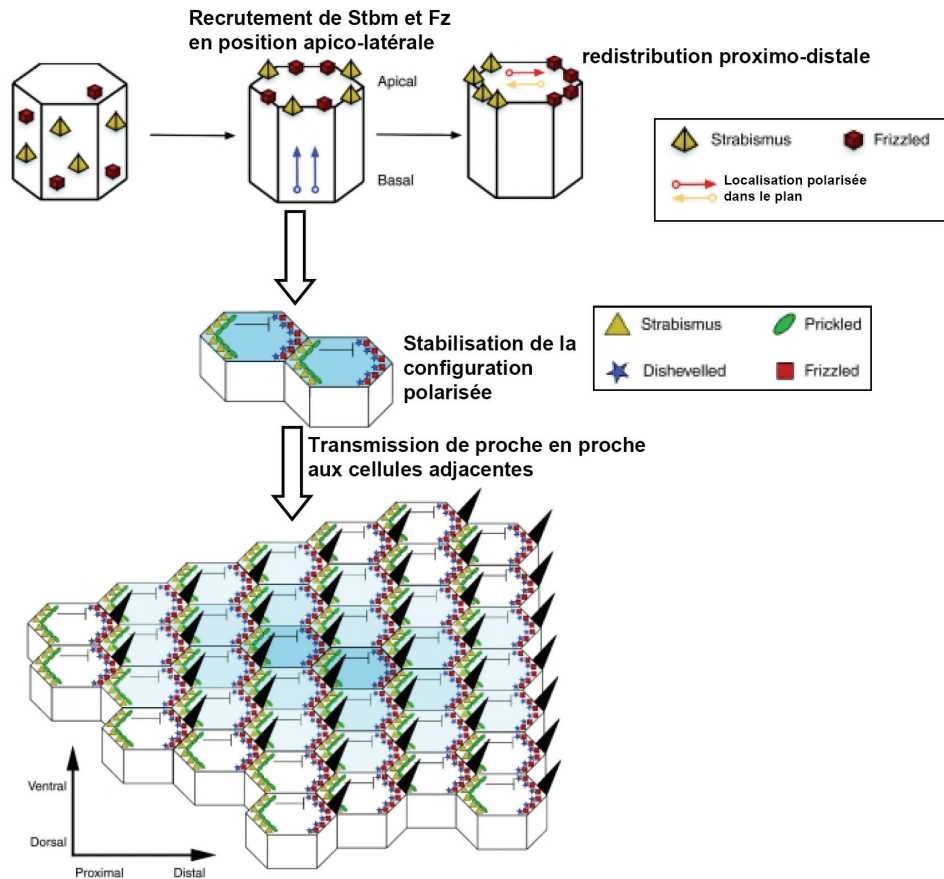 Recrutement de Stbm et Fz
en position apico-latérale
redistribution proximo-distale
Apical
Basal
Strabismus
Frizzled
Localisation polarisée
dans le plan
Stabilisation de la
configuration
polarisée
Strabismus
Prickled
Dishevelled
Frizzled
Transmission de proche en proche
aux cellules adjacentes
Ventral
Dorsal
Proximal
Distal